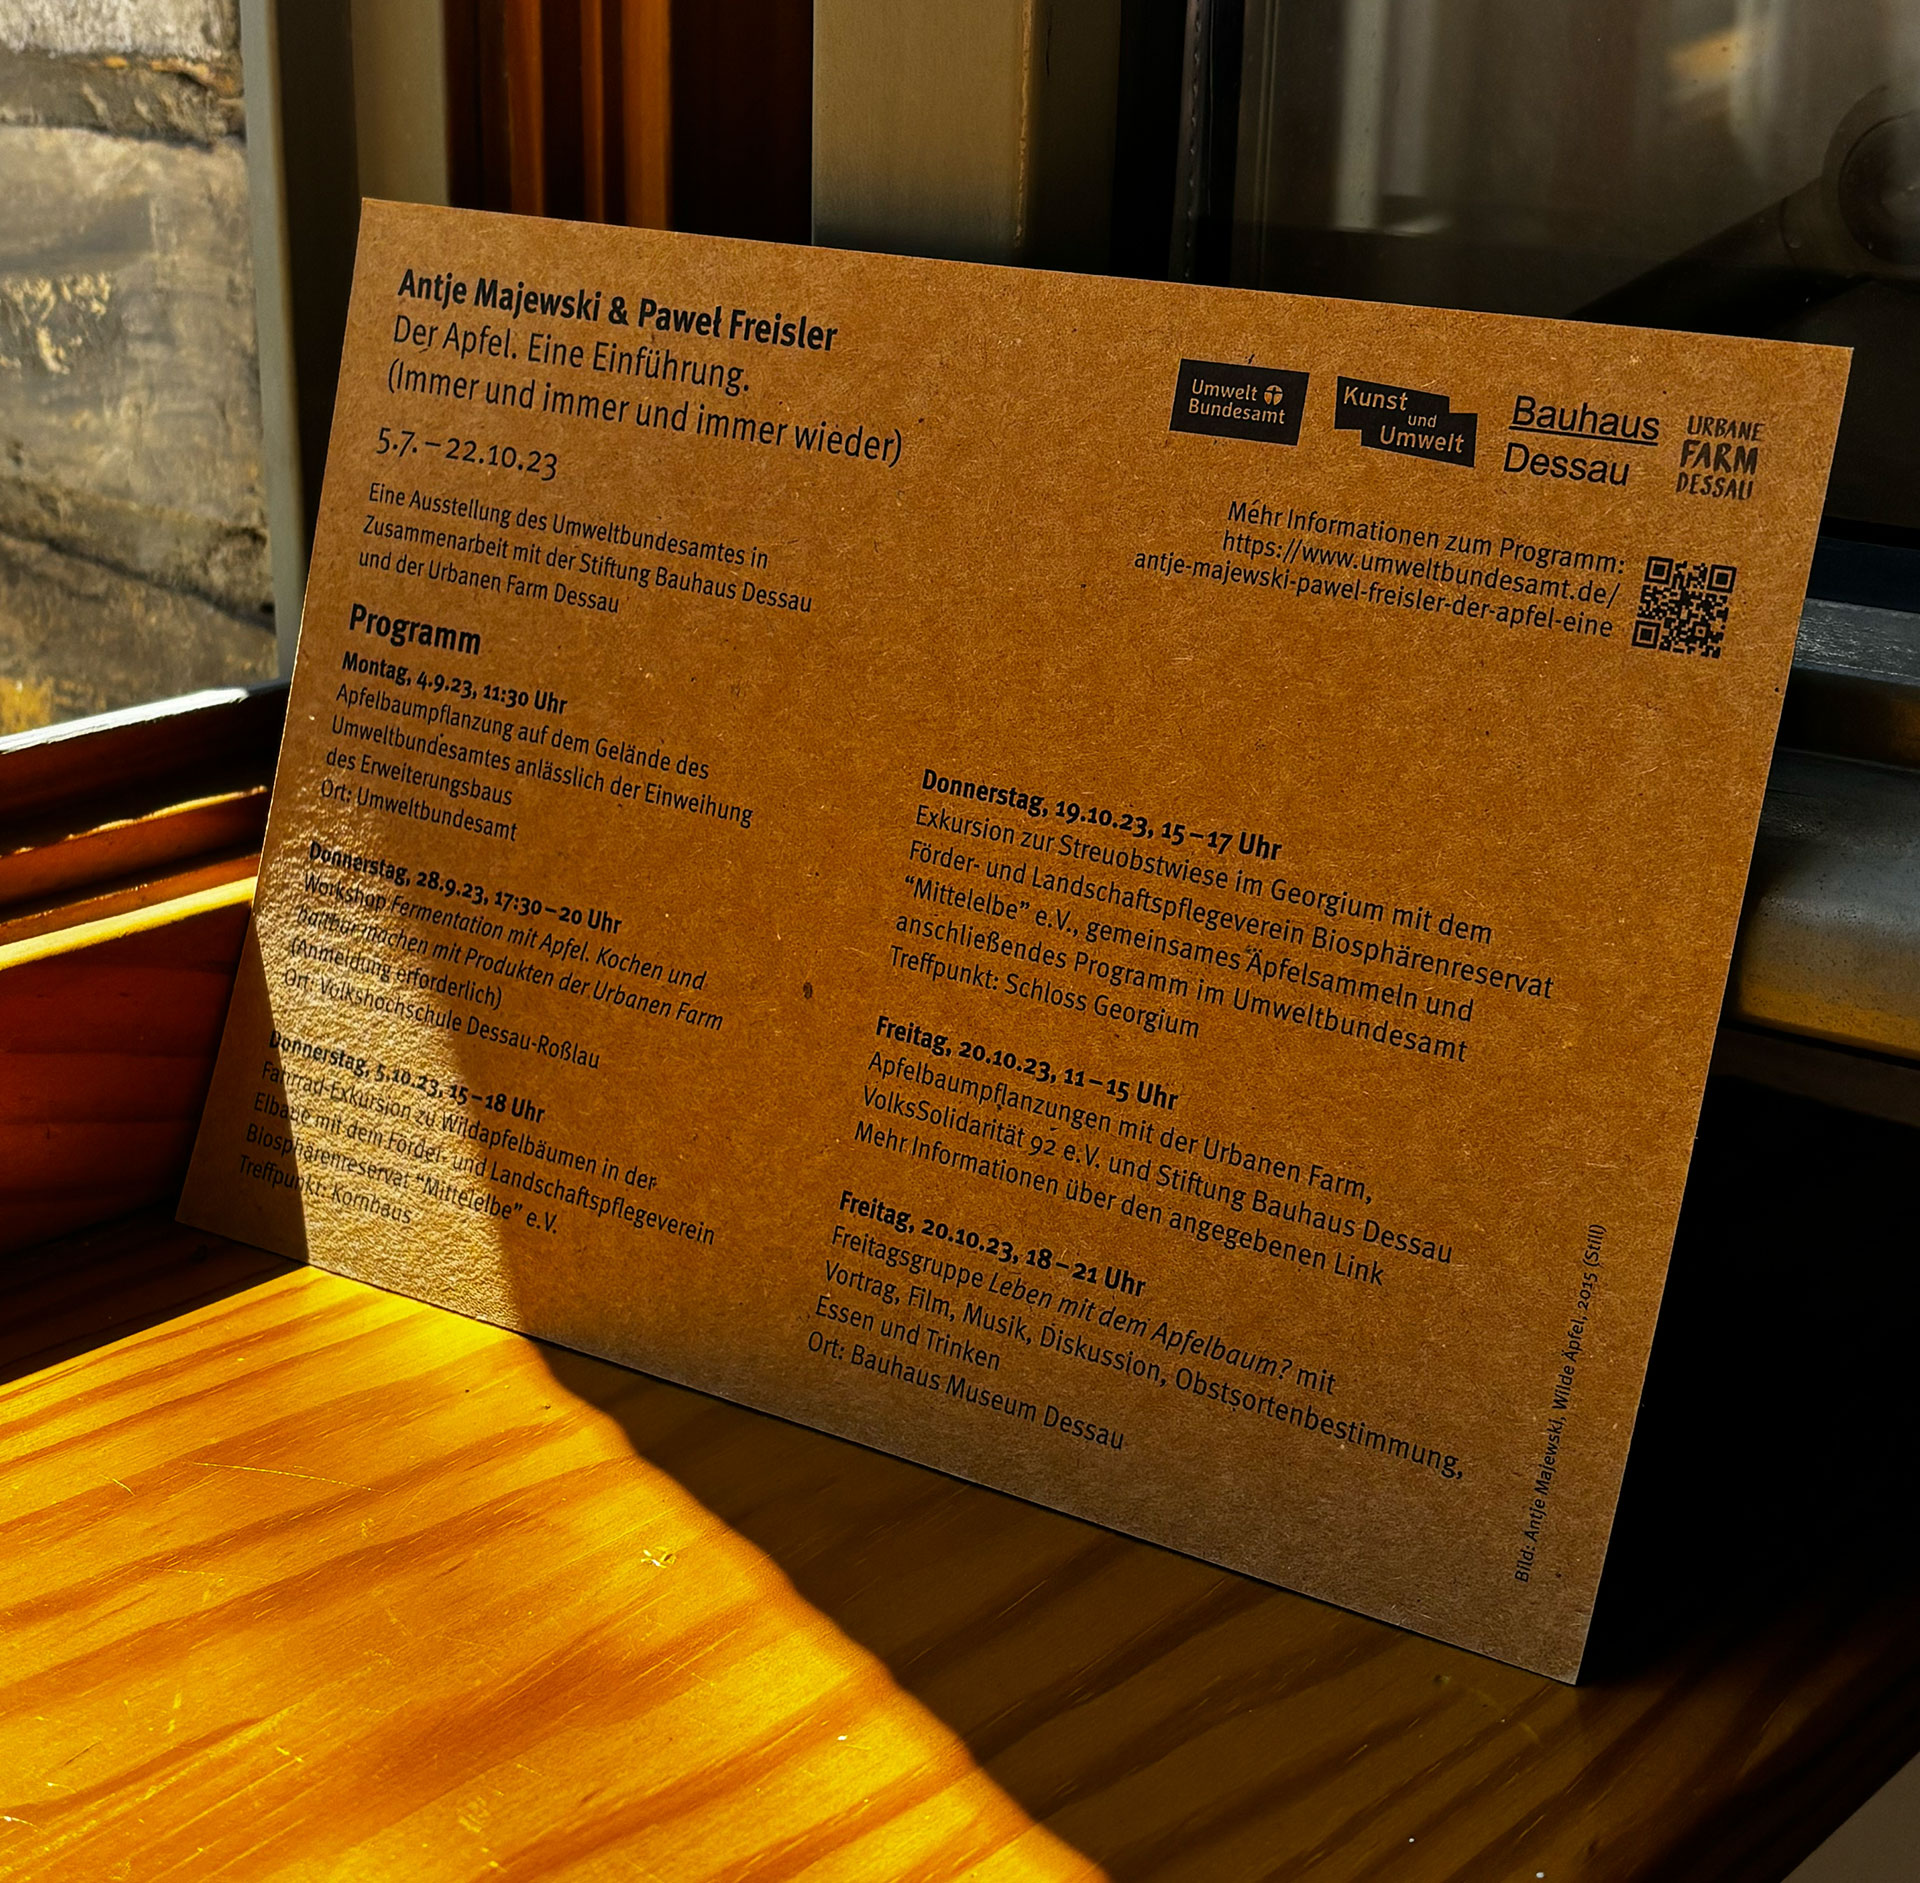 Antje Majewski & Paweł Freisler
Der Apfel. Eine Einführung.
(Immer und immer und immer wieder)
5.7. – 22.10.23
Eine Ausstellung des Umweltbundesamtes in
Zusammenarbeit mit der Stiftung Bauhaus Dessau
und der Urbanen Farm Dessau
Umwelt
Bundesamt
Kunst
und
Umwelt
Bauhaus
Dessau
URBANE
FARM
DESSAU
Mehr Informationen zum Programm:
https://www.umweltbundesamt.de/
antje-majewski-pawel-freisler-der-apfel-eine
Programm
Montag, 4.9.23, 11:30 Uhr
Apfelbaumpflanzung auf dem Gelände des
Umweltbundesamtes anlässlich der Einweihung
des Erweiterungsbaus
Ort: Umweltbundesamt
Donnerstag, 28.9.23, 17:30 – 20 Uhr
Workshop Fermentation mit Apfel. Kochen und
haltbar machen mit Produkten der Urbanen Farm
(Anmeldung erforderlich)
Ort: Volkshochschule Dessau-Roßlau
Donnerstag, 5.10.23, 15 – 18 Uhr
Fahrrad-Exkursion zu Wildapfelbäumen in der
Elbaue mit dem Förder- und Landschaftspflegeverein
Biosphärenreservat “Mittelelbe” e.V.
Treffpunkt: Kornhaus
Donnerstag, 19.10.23, 15 – 17 Uhr
Exkursion zur Streuobstwiese im Georgium mit dem
Förder- und Landschaftspflegeverein Biosphärenreservat
“Mittelelbe” e.V., gemeinsames Äpfelsammeln und
anschließendes Programm im Umweltbundesamt
Treffpunkt: Schloss Georgium
Freitag, 20.10.23, 11 – 15 Uhr
Apfelbaumpflanzungen mit der Urbanen Farm,
VolksSolidarität 92 e.V. und Stiftung Bauhaus Dessau
Mehr Informationen über den angegebenen Link
Freitag, 20.10.23, 18 – 21 Uhr
Freitagsgruppe Leben mit dem Apfelbaum? mit
Vortrag, Film, Musik, Diskussion, Obstsortenbestimmung,
Essen und Trinken
Ort: Bauhaus Museum Dessau
Bild: Antje Majewski, Wilde Äpfel, 2015 (Still)